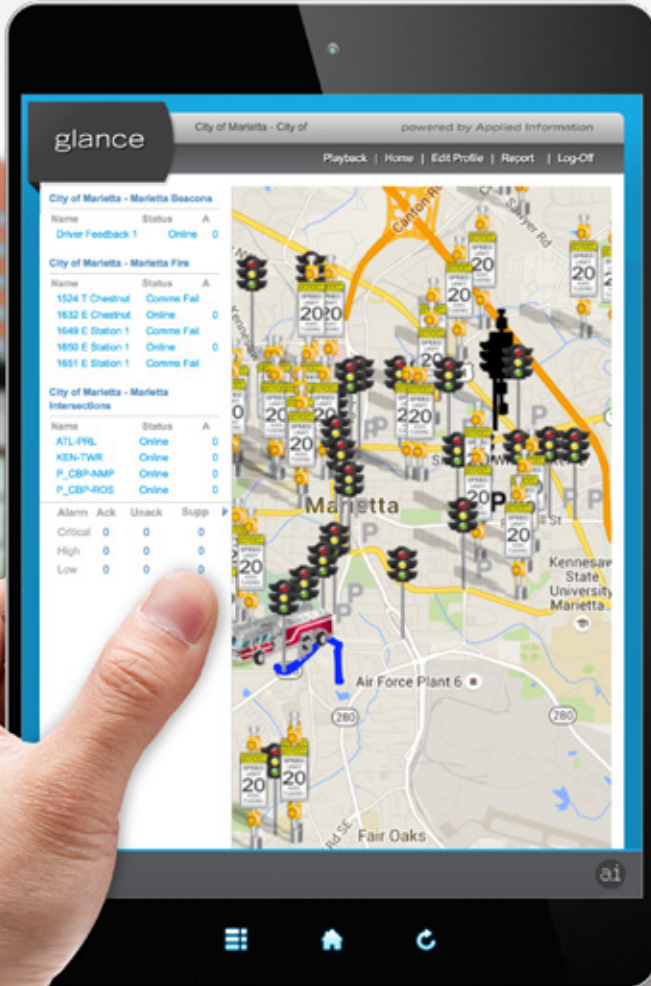 glance
City of Marietta - City of
powered by Applied Information
Playback | Home | Edit Profile | Report | Log-Off
City of Marietta - Marietta Beacons
Name Status A
Driver Feedback 1 Online 0
City of Marietta - Marietta Fire
Name Status A
1524 T Chestnut Comms Fail
1632 E Chestnut Online 0
1649 E Station 1 Comms Fail
1650 E Station 1 Online 0
1651 E Station 1 Comms Fail
City of Marietta - Marietta
Intersections
Name Status A
ATL-PRL Online 0
KEN-TWR Online 0
P_CBP-NMP Online 0
P_CBP-ROS Online 0
Alarm Ack Unack Supp
Critical 0 0 0
High 0 0 0
Low 0 0 0
Canton Rd
Sawyer Rd
SPEED
LIMIT
20
Marietta
P
Kennesaw
State
University
Marietta
Air Force Plant 6
280
280
Rd SE
Fair Oaks
ai